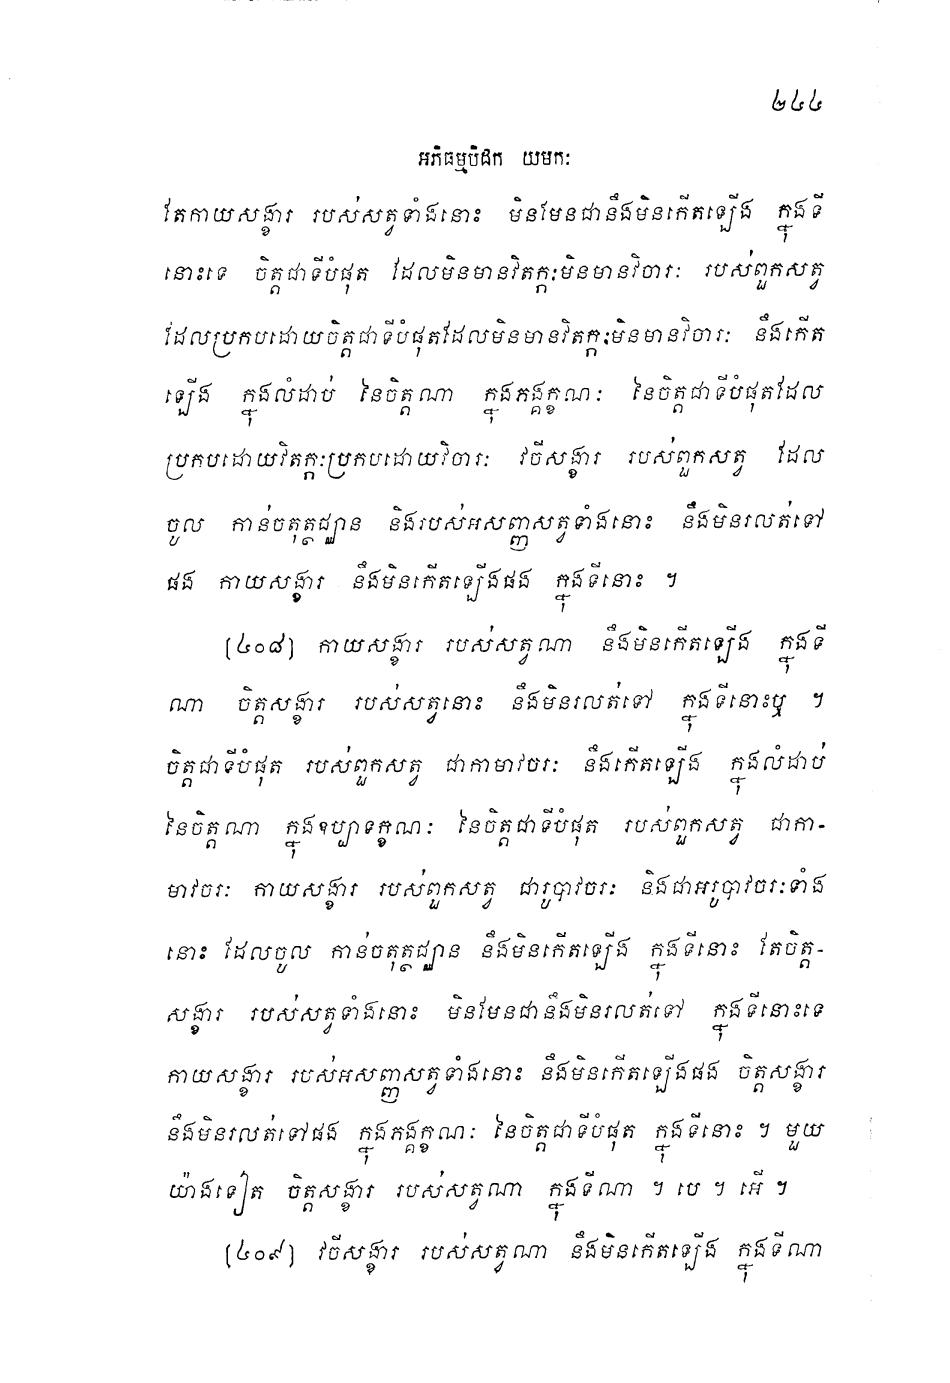 ២៤៤
អភិធម្មបិដក យមកៈ
តែកាយសង្ខារ របស់សត្វទាំងនោះ មិនមែនជានឹងមិនកើតឡើង ក្នុងទី
នោះទេ ចិត្តជាទីបំផុត ដែលមិនមានវិតក្កៈមិនមានវិចារៈ របស់ពួកសត្វ
ដែលប្រកបដោយចិត្តជាទីបំផុតដែលមិនមានវិតក្កៈមិនមានវិចារៈ នឹងកើត
ឡើង ក្នុងលំដាប់ នៃចិត្តណា ក្នុងភង្គក្ខណៈ នៃចិត្តជាទីបំផុតដែល
ប្រកបដោយវិតក្កៈប្រកបដោយវិចារៈ វចីសង្ខារ របស់ពួកសត្វ ដែល
ចូល កាន់ចតុត្ថជ្ឈាន និងរបស់អសញ្ញសត្វទាំងនោះ នឹងមិនរលត់ទៅ
ផង កាយសង្ខារ នឹងមិនកើតឡើងផង ក្នុងទីនោះ ។
(៤០៨) កាយសង្ខារ របស់សត្វណា នឹងមិនកើតឡើង ក្នុងទី
ណា ចិត្តសង្ខារ របស់សត្វនោះ នឹងមិនរលត់ទៅ ក្នុងទីនោះឬ ។
ចិត្តជាទីបំផុត របស់ពួកសត្វ ជាកាមាវចរៈ នឹងកើតឡើង ក្នុងលំដាប់
នៃចិត្តណា ក្នុងឧប្បាទក្ខណៈ នៃចិត្តជាទីបំផុត របស់ពួកសត្វ ជាកា-
មាវចរៈ កាយសង្ខារ របស់ពួកសត្វ ជារូបាវចរៈ និងជាអរូបាវចរៈទាំង
នោះ ដែលចូល កាន់ចតុត្ថជ្ឈាន នឹងមិនកើតឡើង ក្នុងទីនោះ តែចិត្ត-
សង្ខារ របស់សត្វទាំងនោះ មិនមែនជានឹងមិនរលត់ទៅ ក្នុងទីនោះទេ
កាយសង្ខារ របស់អសញ្ញសត្វទាំងនោះ នឹងមិនកើតឡើងផង ចិត្តសង្ខារ
នឹងមិនរលត់ទៅផង ក្នុងភង្គក្ខណៈ នៃចិត្តជាទីបំផុត ក្នុងទីនោះ ។ មួយ
យ៉ាងទៀត ចិត្តសង្ខារ របស់សត្វណា ក្នុងទីណា ។ បេ ។ អើ ។
(៤០៩) វចីសង្ខារ របស់សត្វណា នឹងមិនកើតឡើង ក្នុងទីណា